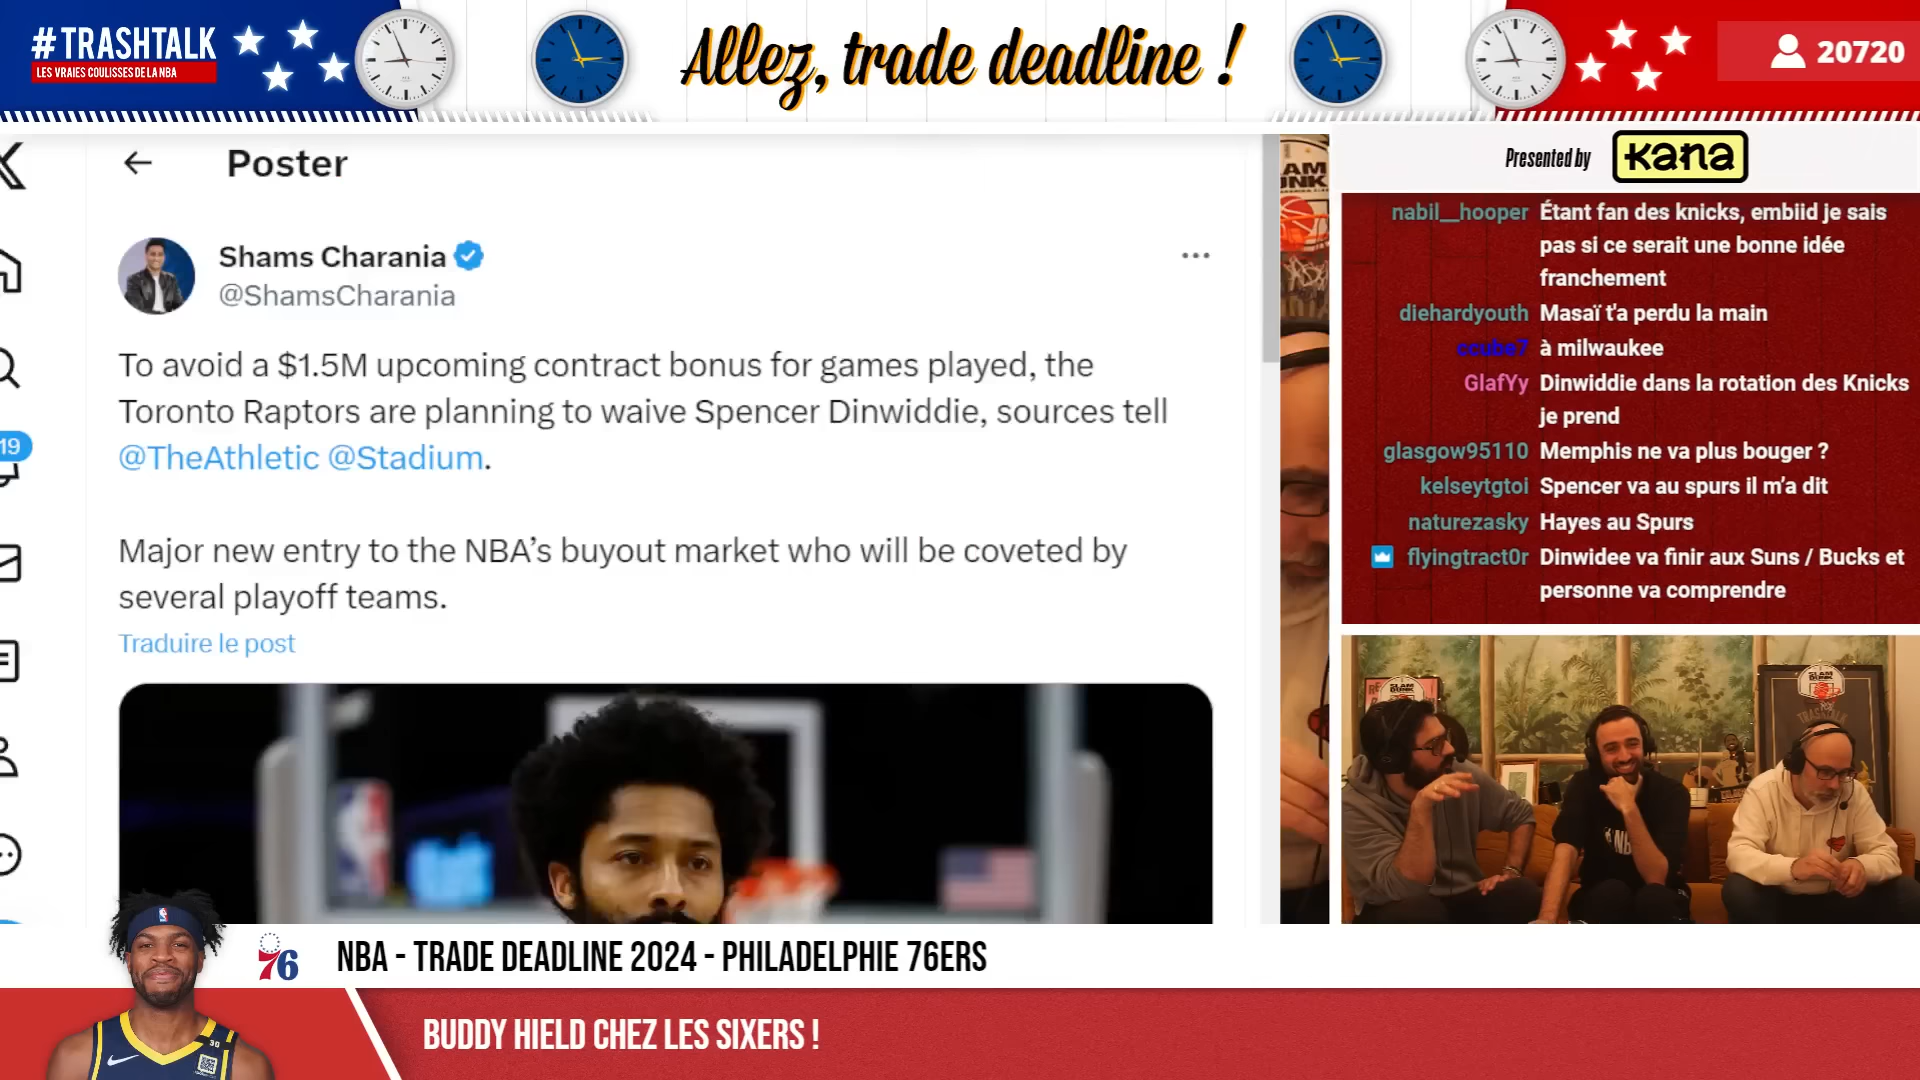 #TRASHTALK
LES VRAIES COULISSES DE LA NBA
Allez, trade deadline !
20720
Poster
Shams Charania
@ShamsCharania
To avoid a $1.5M upcoming contract bonus for games played, the
Toronto Raptors are planning to waive Spencer Dinwiddie, sources tell
@TheAthletic @Stadium.
Major new entry to the NBA’s buyout market who will be coveted by
several playoff teams.
Traduire le post
19
Presented by kana
nabil__hooper Étant fan des knicks, embiid je sais
pas si ce serait une bonne idée
franchement
diehardyouth Masaï t'a perdu la main
ccube7 à milwaukee
GlafYy Dinwiddie dans la rotation des Knicks
je prend
glasgow95110 Memphis ne va plus bouger ?
kelseytgtoi Spencer va au spurs il m’a dit
naturezasky Hayes au Spurs
flyingtract0r Dinwidee va finir aux Suns / Bucks et
personne va comprendre
SLAM
DUNK
TRASHTALK
76
NBA - TRADE DEADLINE 2024 - PHILADELPHIE 76ERS
BUDDY HIELD CHEZ LES SIXERS !